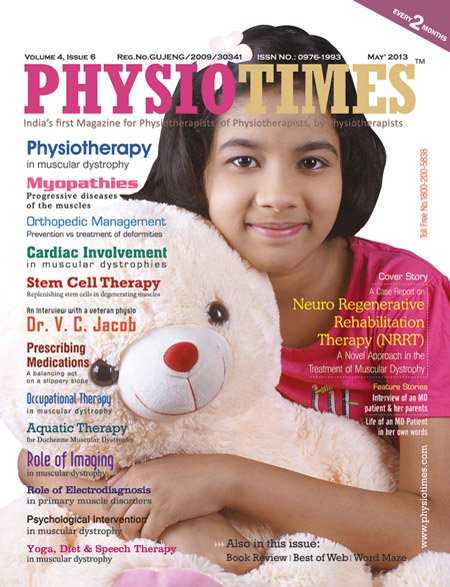 EVERY 2 MONTHS
VOLUME 4, ISSUE 6 REG.NO.GUJENG/2009/30341 ISSN NO.: 0976-1993 MAY' 2013
PHYSIOTIMES™
India's first Magazine for Physiotherapists, of Physiotherapists, by Physiotherapists
Physiotherapy
in muscular dystrophy
Myopathies
Progressive diseases
of the muscles
Orthopedic Management
Prevention vs treatment of deformities
Cardiac Involvement
in muscular dystrophies
Stem Cell Therapy
Replenishing stem cells in degenerating muscles
An interview with a veteran physio
Dr. V. C. Jacob
Prescribing
Medications
A balancing act
on a slippery slope
Occupational Therapy
in muscular dystrophy
Aquatic Therapy
for Duchenne Muscular Dystrophy
Role of Imaging
in muscular dystrophy
Role of Electrodiagnosis
in primary muscle disorders
Psychological Intervention
in muscular dystrophy
Yoga, Diet & Speech Therapy
in muscular dystrophy
Toll Free No.1800-200-5838
Cover Story
A Case Report on
Neuro Regenerative
Rehabilitation
Therapy (NRRT)
A Novel Approach in the
Treatment of Muscular Dystrophy
Feature Stories
Interview of an MD
patient & her parents
Life of an MD Patient
in her own words
www.physiotimes.com
››› Also in this issue:
Book Review | Best of Web | Word Maze